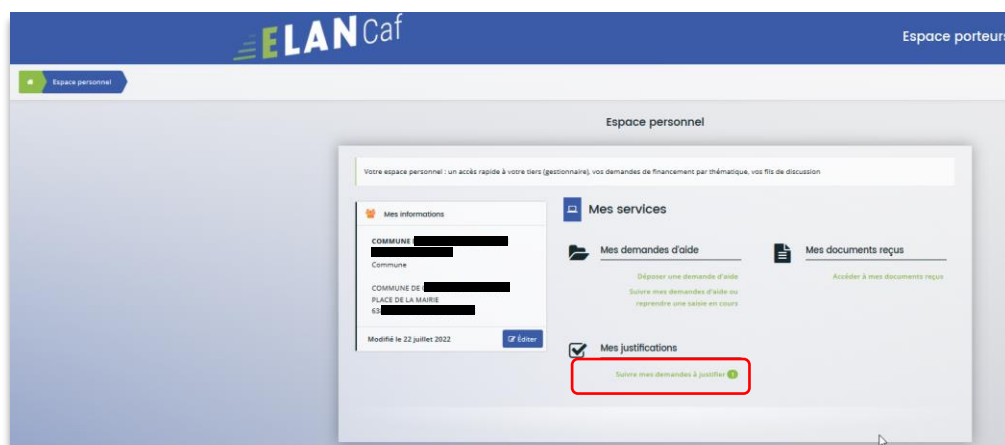 ELAN Caf
Espace porteurs
Espace personnel
Espace personnel
Votre espace personnel : un accès rapide à votre tiers (gestionnaire), vos demandes de financement par thématique, vos fils de discussion
Mes informations
COMMUNE
Commune
COMMUNE DE
PLACE DE LA MAIRIE
63
Modifié le 22 juillet 2022
Éditer
Mes services
Mes demandes d'aide
Déposer une demande d'aide
Suivre mes demandes d'aide ou
reprendre une saisie en cours
Mes documents reçus
Accéder à mes documents reçus
Mes justifications
Suivre mes demandes à justifier 1